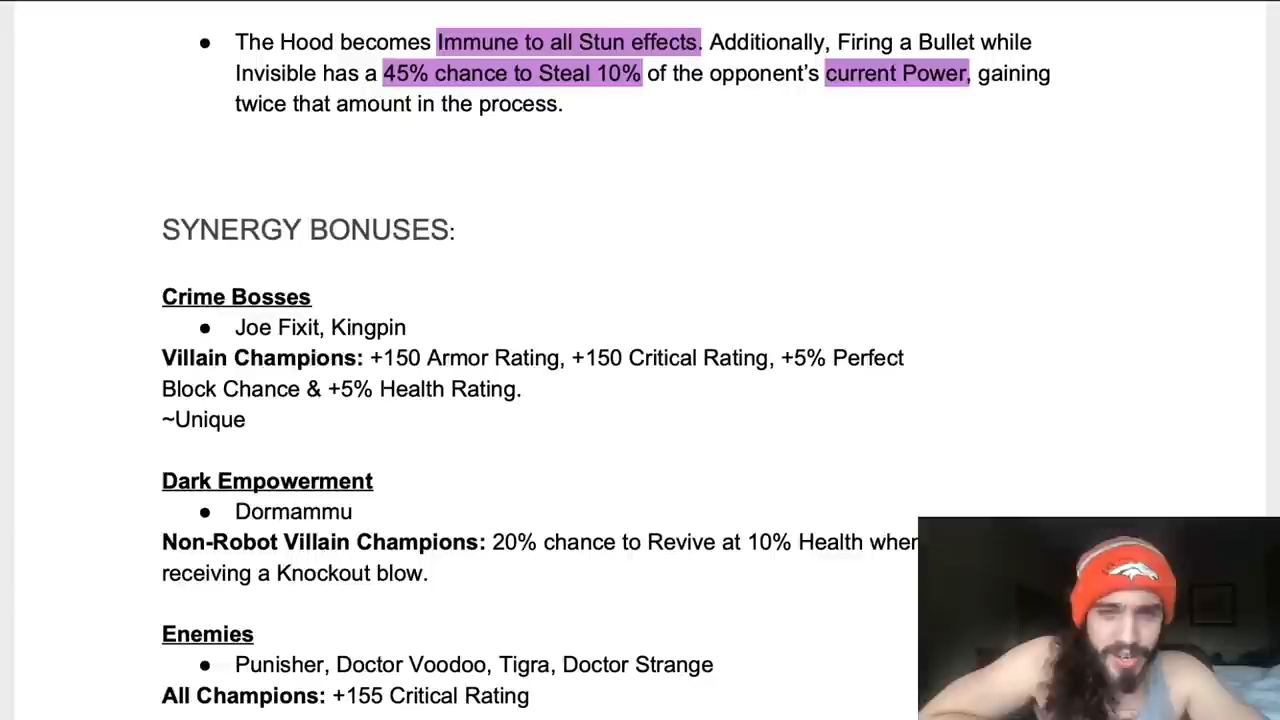 ● The Hood becomes Immune to all Stun effects. Additionally, Firing a Bullet while
Invisible has a 45% chance to Steal 10% of the opponent’s current Power, gaining
twice that amount in the process.
SYNERGY BONUSES:
Crime Bosses
● Joe Fixit, Kingpin
Villain Champions: +150 Armor Rating, +150 Critical Rating, +5% Perfect
Block Chance & +5% Health Rating.
~Unique
Dark Empowerment
● Dormammu
Non-Robot Villain Champions: 20% chance to Revive at 10% Health
receiving a Knockout blow.
Enemies
● Punisher, Doctor Voodoo, Tigra, Doctor Strange
All Champions: +155 Critical Rating